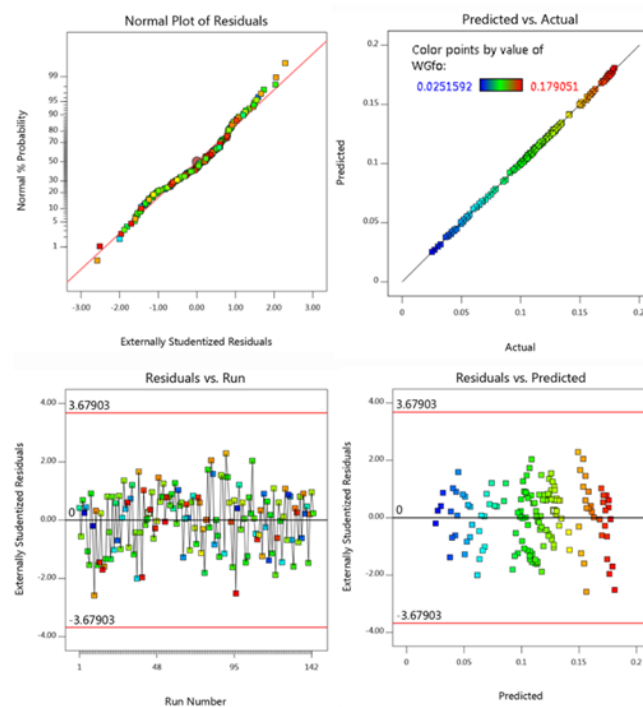 Normal Plot of Residuals
Normal % Probability
99
95
90
80
70
50
30
20
10
5
1
-3.00 -2.00 -1.00 0.00 1.00 2.00 3.00
Externally Studentized Residuals
Predicted vs. Actual
Color points by value of
WGfo:
0.0251592 0.179051
Predicted
0.2
0.15
0.1
0.05
0
0 0.05 0.1 0.15 0.2
Actual
Residuals vs. Run
Externally Studentized Residuals
4.00
3.67903
2.00
0
0.00
-2.00
-3.67903
-4.00
1 48 95 142
Run Number
Residuals vs. Predicted
Externally Studentized Residuals
4.00
3.67903
2.00
0
0.00
-2.00
-3.67903
-4.00
0 0.05 0.1 0.15 0.2
Predicted